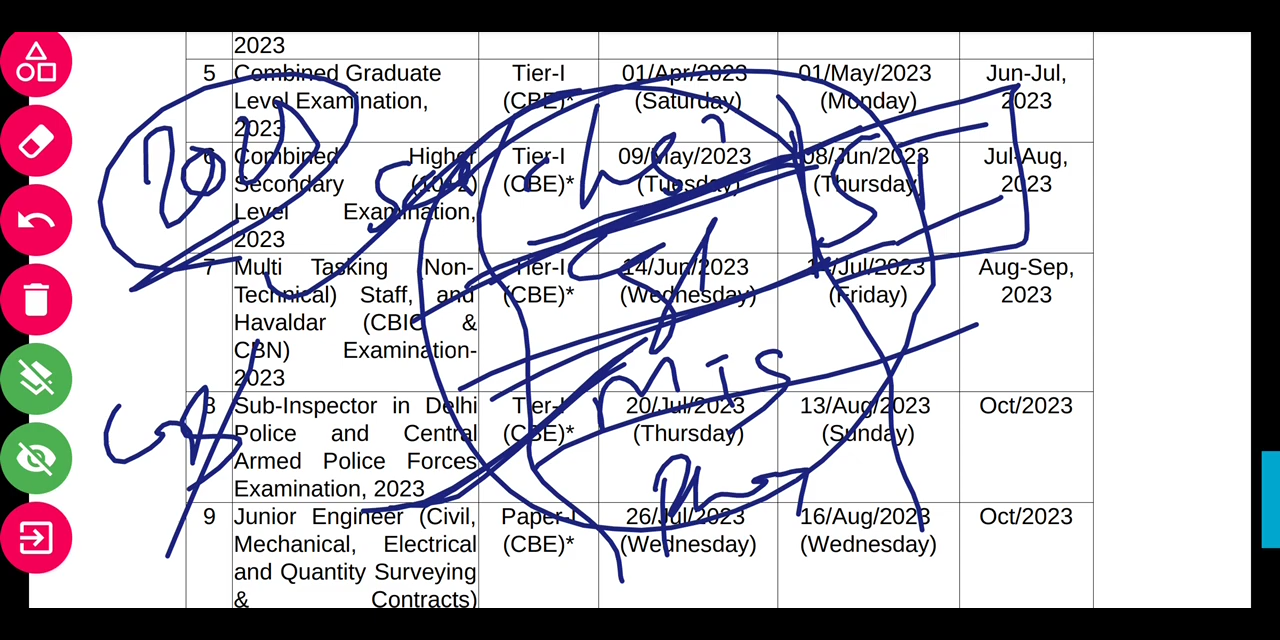 2023
5 Combined Graduate Level Examination, 2023 Tier-I (CBE)* 01/Apr/2023 (Saturday) 01/May/2023 (Monday) Jun-Jul, 2023
6 Combined Higher Secondary (10+2) Level Examination, 2023 Tier-I (CBE)* 09/May/2023 (Tuesday) 08/Jun/2023 (Thursday) Jul-Aug, 2023
7 Multi Tasking (Non-Technical) Staff, and Havaldar (CBIC & CBN) Examination-2023 Tier-I (CBE)* 14/Jun/2023 (Wednesday) 14/Jul/2023 (Friday) Aug-Sep, 2023
8 Sub-Inspector in Delhi Police and Central Armed Police Forces Examination, 2023 Tier-I (CBE)* 20/Jul/2023 (Thursday) 13/Aug/2023 (Sunday) Oct/2023
9 Junior Engineer (Civil, Mechanical, Electrical and Quantity Surveying & Contracts) Paper-I (CBE)* 26/Jul/2023 (Wednesday) 16/Aug/2023 (Wednesday) Oct/2023